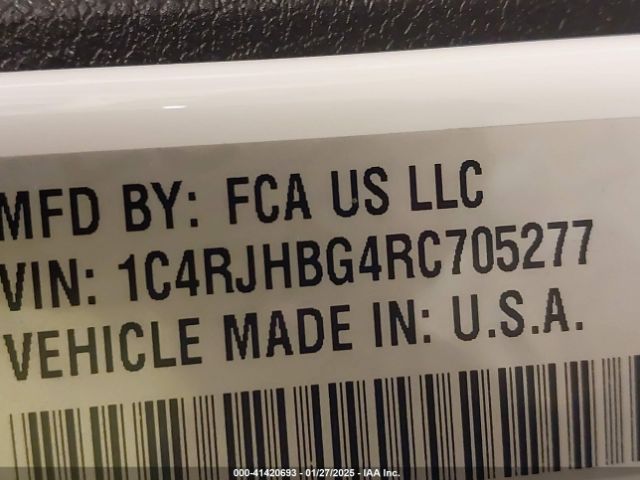 MFD BY: FCA US LLC
VIN: 1C4RJHBG4RC705277
VEHICLE MADE IN: U.S.A.
000-41420693 - 01/27/2025 - IAA Inc.